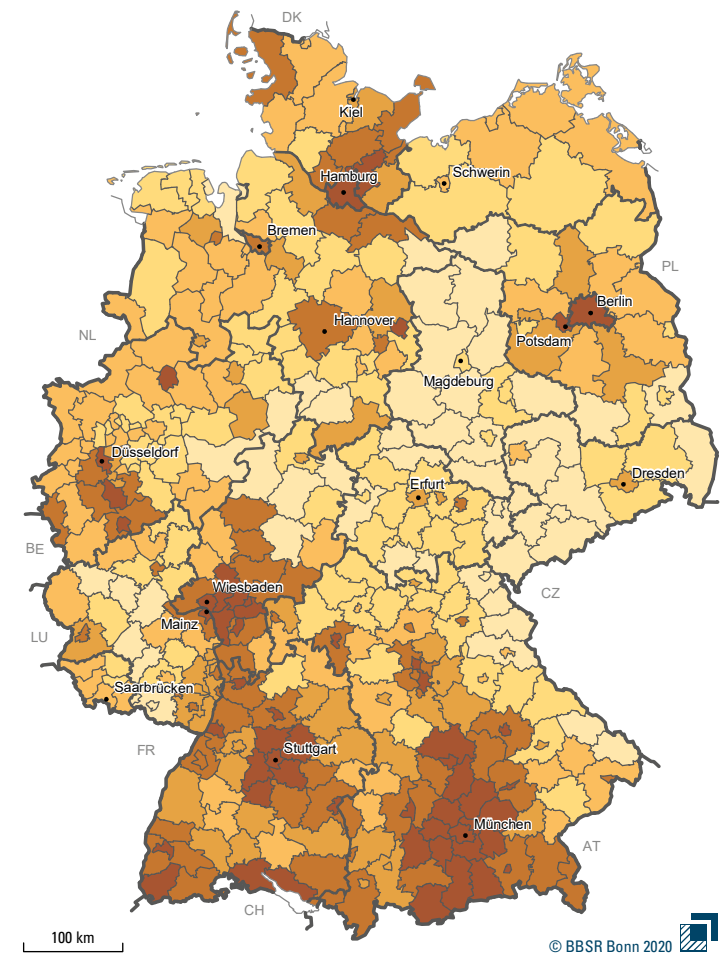 DK
Kiel
Hamburg
Schwerin
Bremen
PL
Berlin
Hannover
NL
Potsdam
Magdeburg
Düsseldorf
Dresden
Erfurt
BE
Wiesbaden
CZ
Mainz
LU
Saarbrücken
FR
Stuttgart
München
AT
CH
100 km
© BBSR Bonn 2020